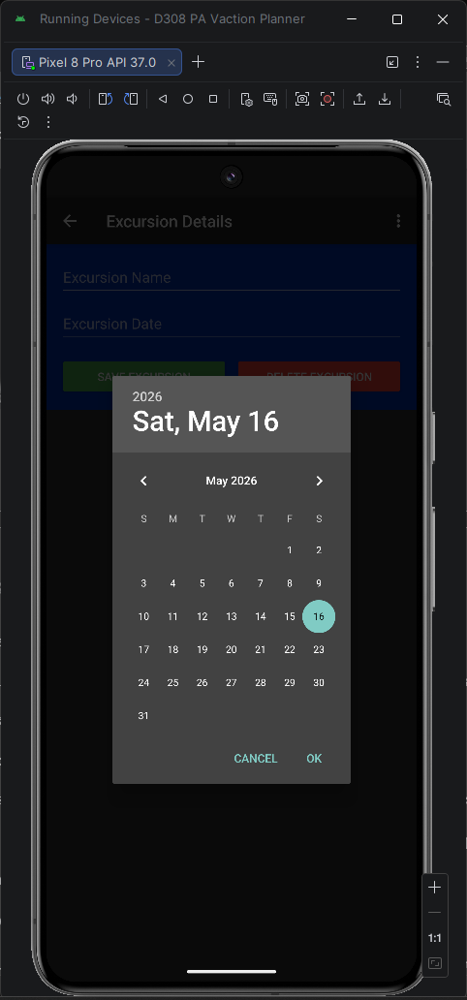 Running Devices - D308 PA Vaction Planner
Pixel 8 Pro API 37.0
Excursion Details
Excursion Name
Excursion Date
SAVE EXCURSION DELETE EXCURSION
2026
Sat, May 16
May 2026
S M T W T F S
1 2
3 4 5 6 7 8 9
10 11 12 13 14 15 16
17 18 19 20 21 22 23
24 25 26 27 28 29 30
31
CANCEL OK
1:1